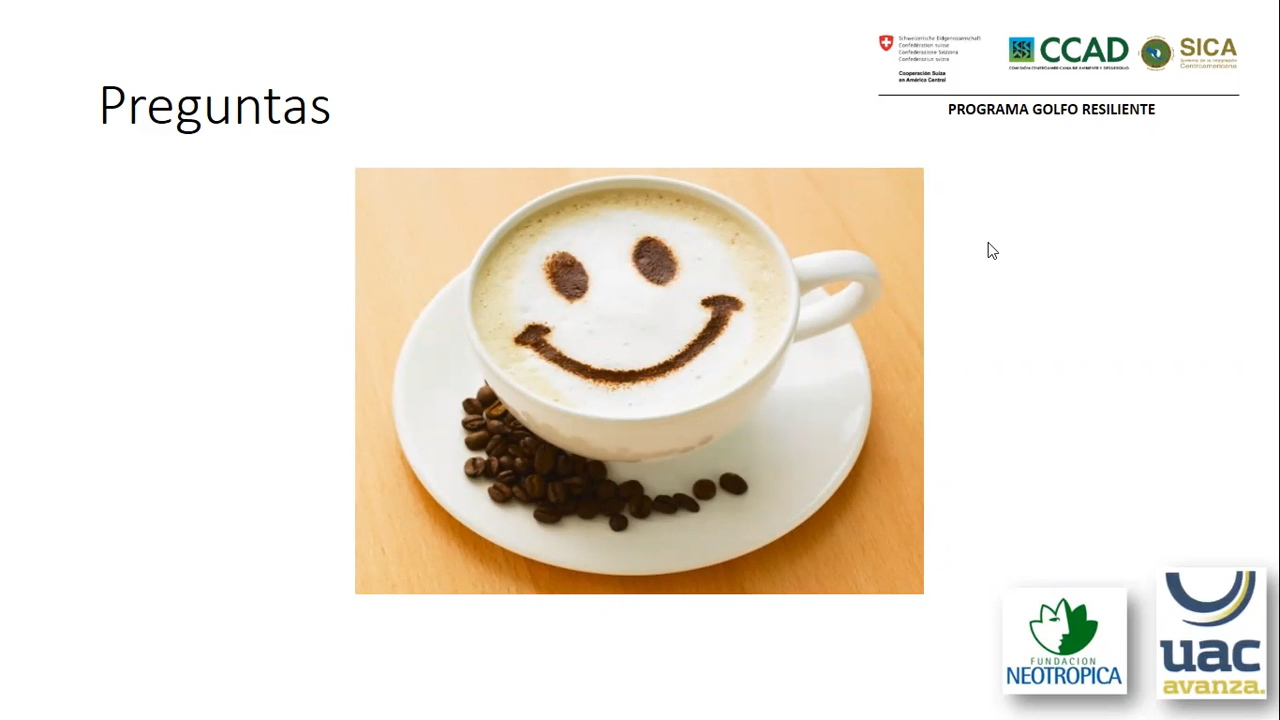 Preguntas
Schweizerische Eidgenossenschaft
Confédération suisse
Confederazione Svizzera
Confederaziun svizra
Cooperación Suiza
en América Central
CCAD
COMISIÓN CENTROAMERICANA DE AMBIENTE Y DESARROLLO
SICA
Sistema de la Integración
Centroamericana
PROGRAMA GOLFO RESILIENTE
FUNDACIÓN
NEOTROPICA
uac
avanza.